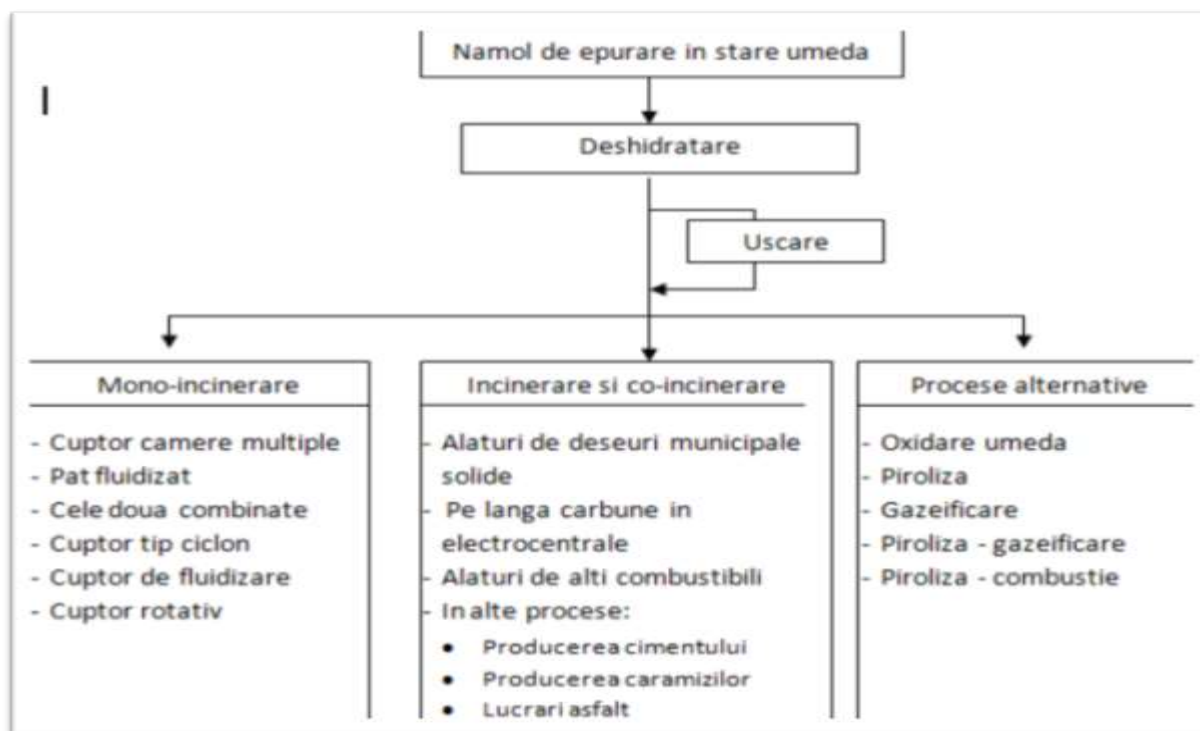 Namol de epurare in stare umeda
Deshidratare
Uscare
Mono-incinerare
- Cuptor camere multiple
- Pat fluidizat
- Cele doua combinate
- Cuptor tip ciclon
- Cuptor de fluidizare
- Cuptor rotativ
Incinerare si co-incinerare
- Alaturi de deseuri municipale
solide
- Pe langa carbune in
electrocentrale
- Alaturi de alti combustibili
- In alte procese:
• Producerea cimentului
• Producerea caramizilor
• Lucrari asfalt
Procese alternative
- Oxidare umeda
- Piroliza
- Gazeificare
- Piroliza - gazeificare
- Piroliza - combustie